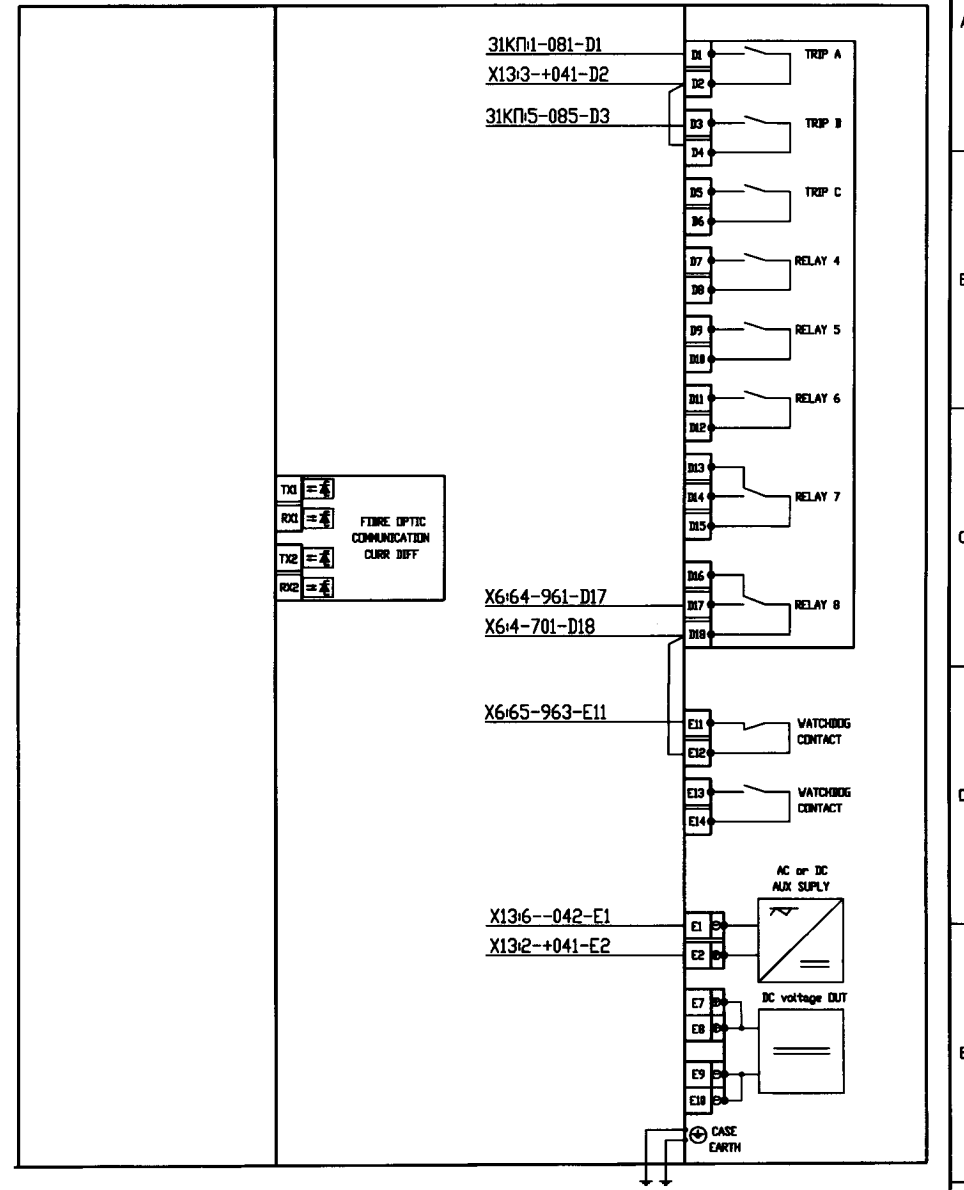 A
31КП:1-081-D1
D1
TRIP A
X13:3-+041-D2
D2
31КП:5-085-D3
D3
TRIP B
D4
D5
TRIP C
D6
D7
RELAY 4
D8
B
D9
RELAY 5
D10
D11
RELAY 6
D12
D13
D14
RELAY 7
D15
C
TX1
RX1
TX2
RX2
FIBRE OPTIC
COMMUNICATION
CURR DIFF
D16
X6:64-961-D17
D17
RELAY 8
X6:4-701-D18
D18
X6:65-963-E11
E11
E12
WATCHDOG
CONTACT
E13
E14
WATCHDOG
CONTACT
D
AC or DC
AUX SUPLY
X13:6--042-E1
E1
X13:2-+041-E2
E2
DC voltage OUT
E7
E8
E9
E10
E
CASE
EARTH